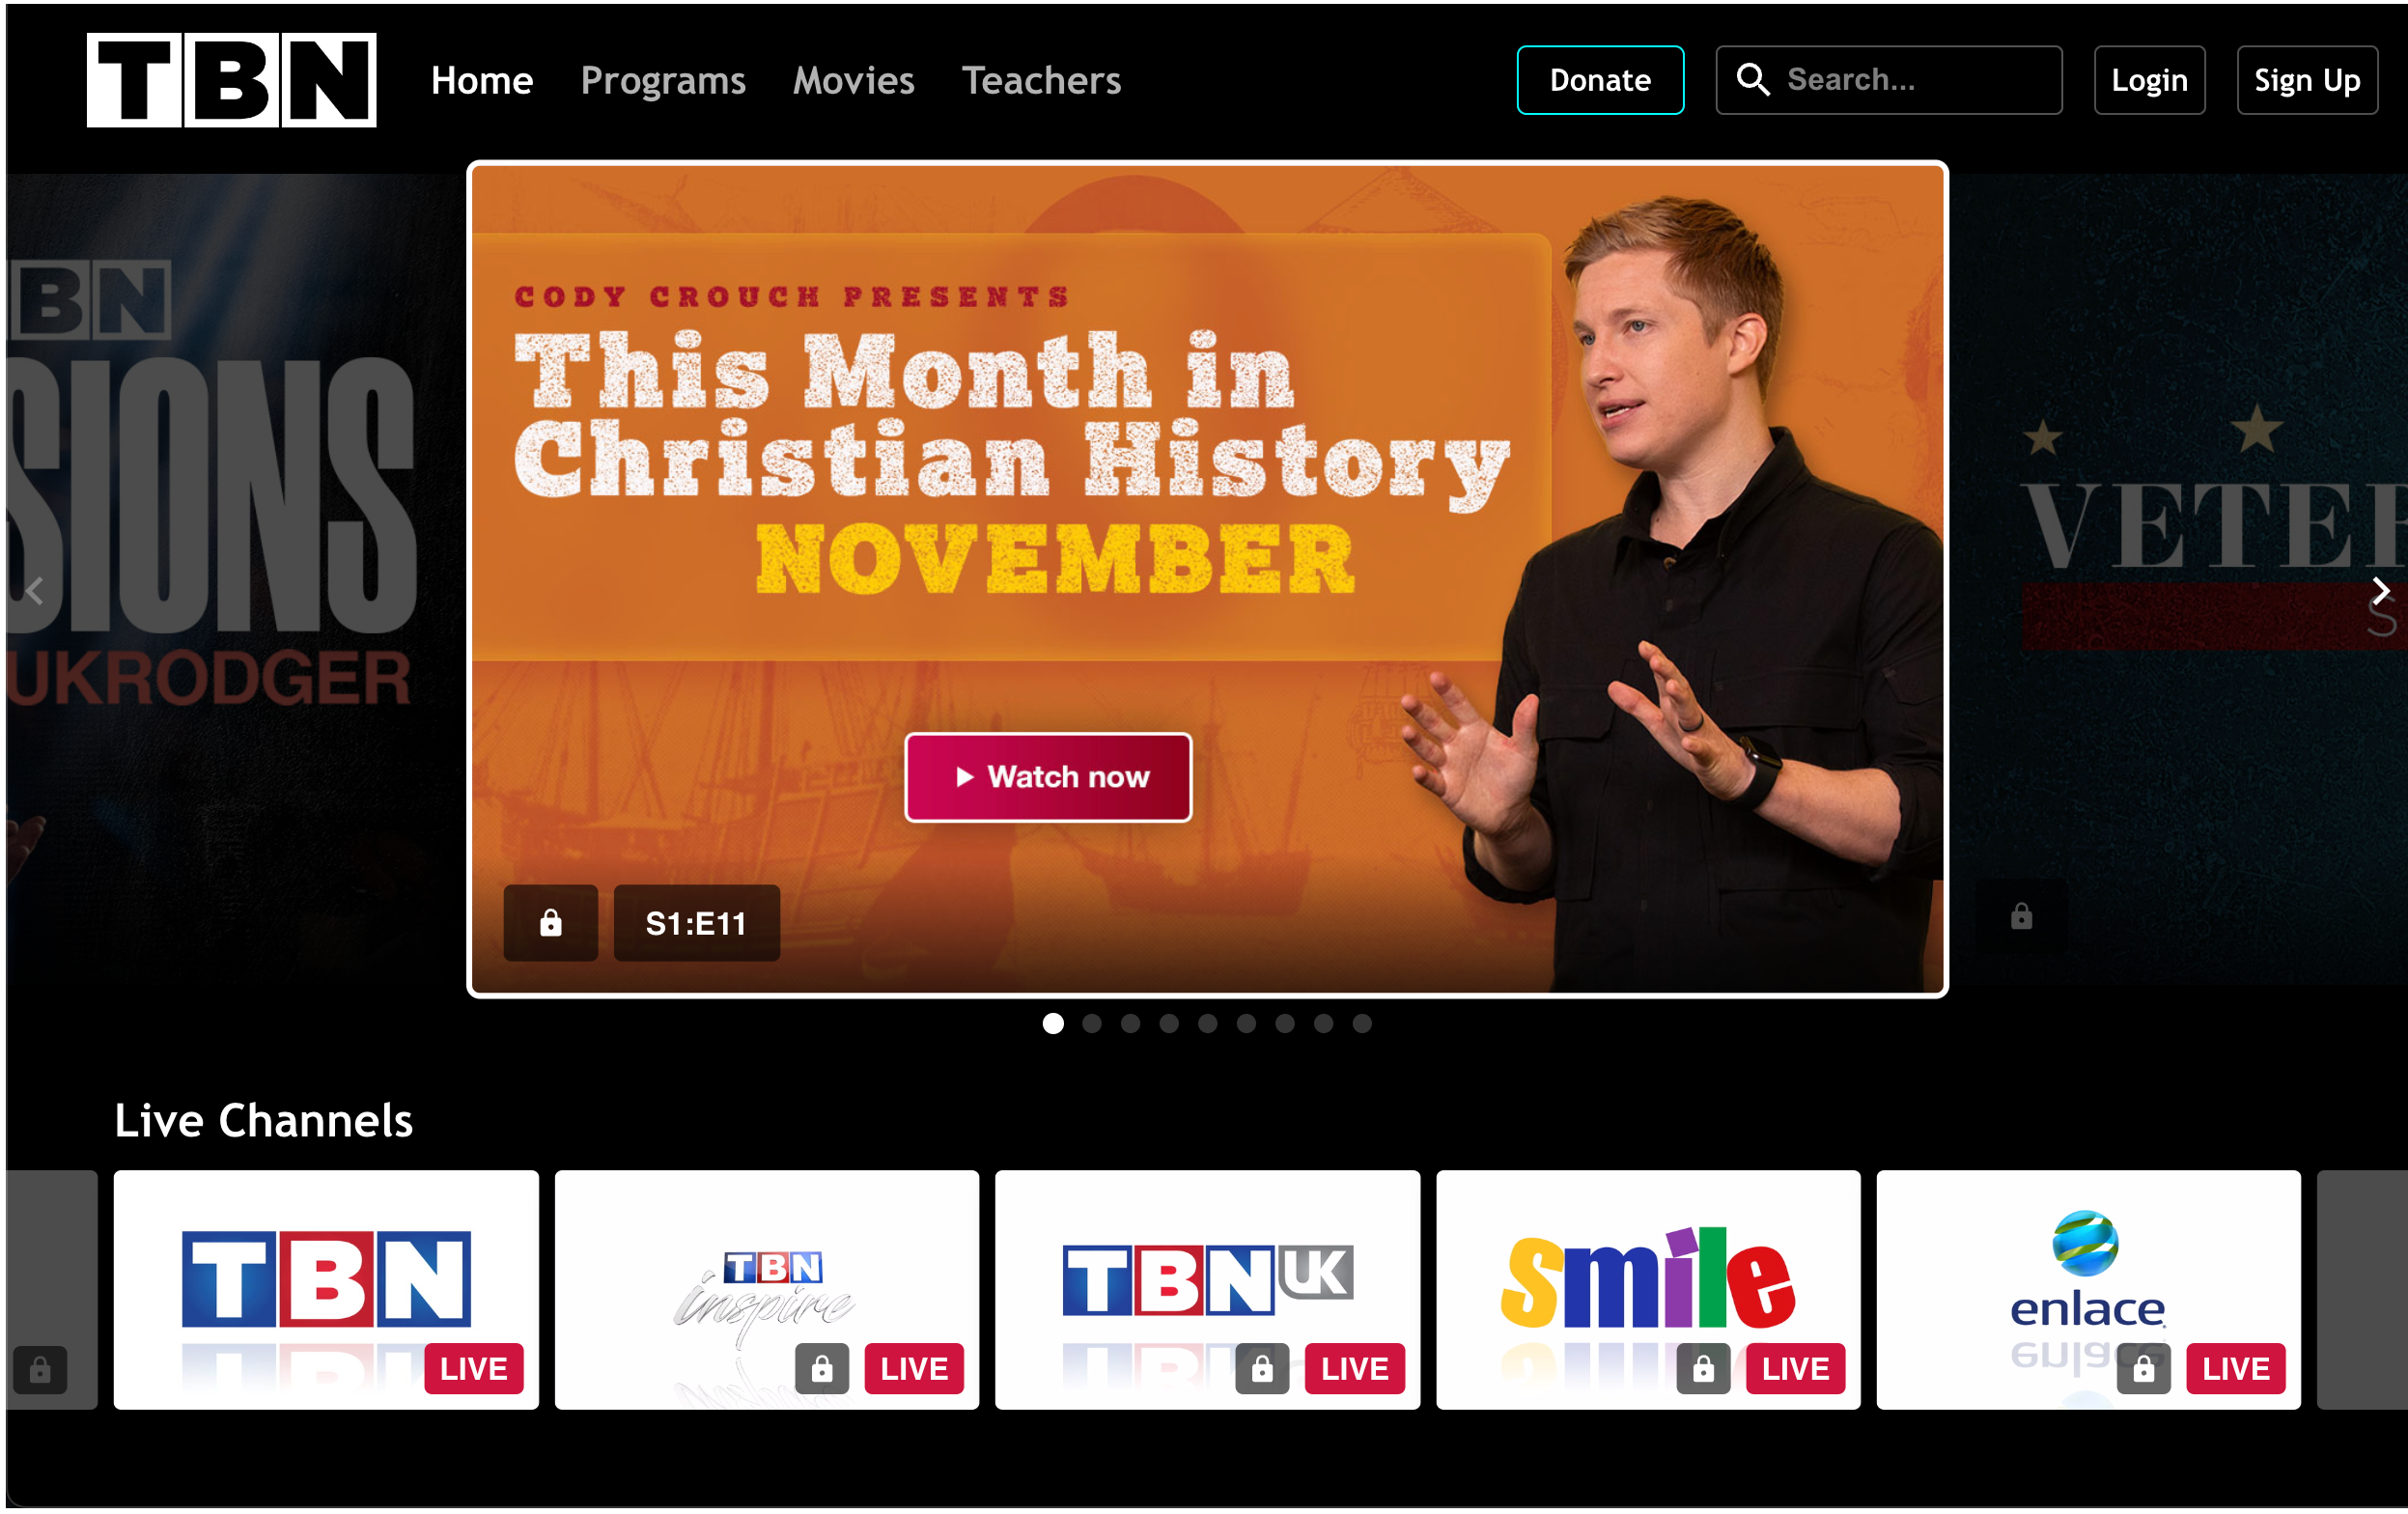 TBN
Home
Programs
Movies
Teachers
Donate
Search...
Login
Sign Up
BN
SIONS
UKRODGER
CODY CROUCH PRESENTS
This Month in
Christian History
NOVEMBER
Watch now
S1:E11
VETER
S
Live Channels
TBN
LIVE
TBN
inspire
LIVE
TBN UK
LIVE
smile
LIVE
enlace
LIVE